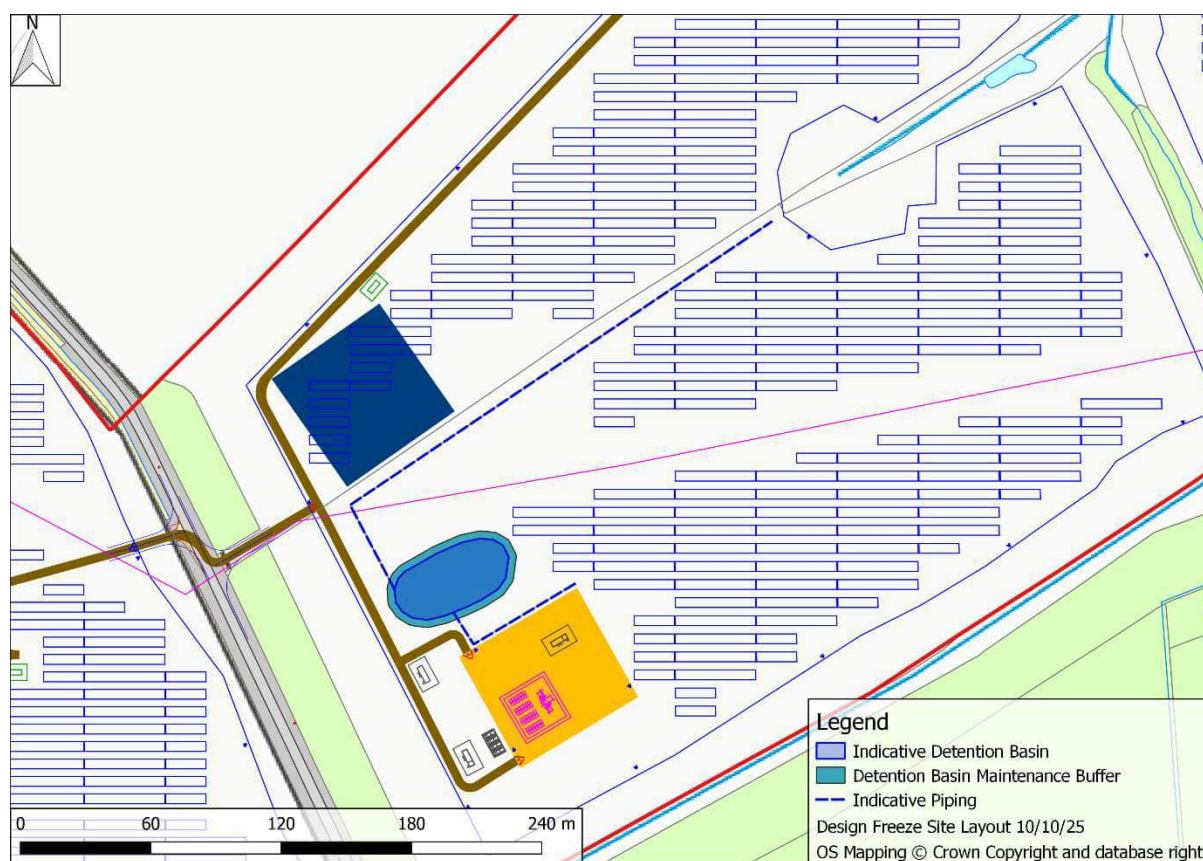 N
0 60 120 180 240 m
Legend
Indicative Detention Basin
Detention Basin Maintenance Buffer
Indicative Piping
Design Freeze Site Layout 10/10/25
OS Mapping © Crown Copyright and database right